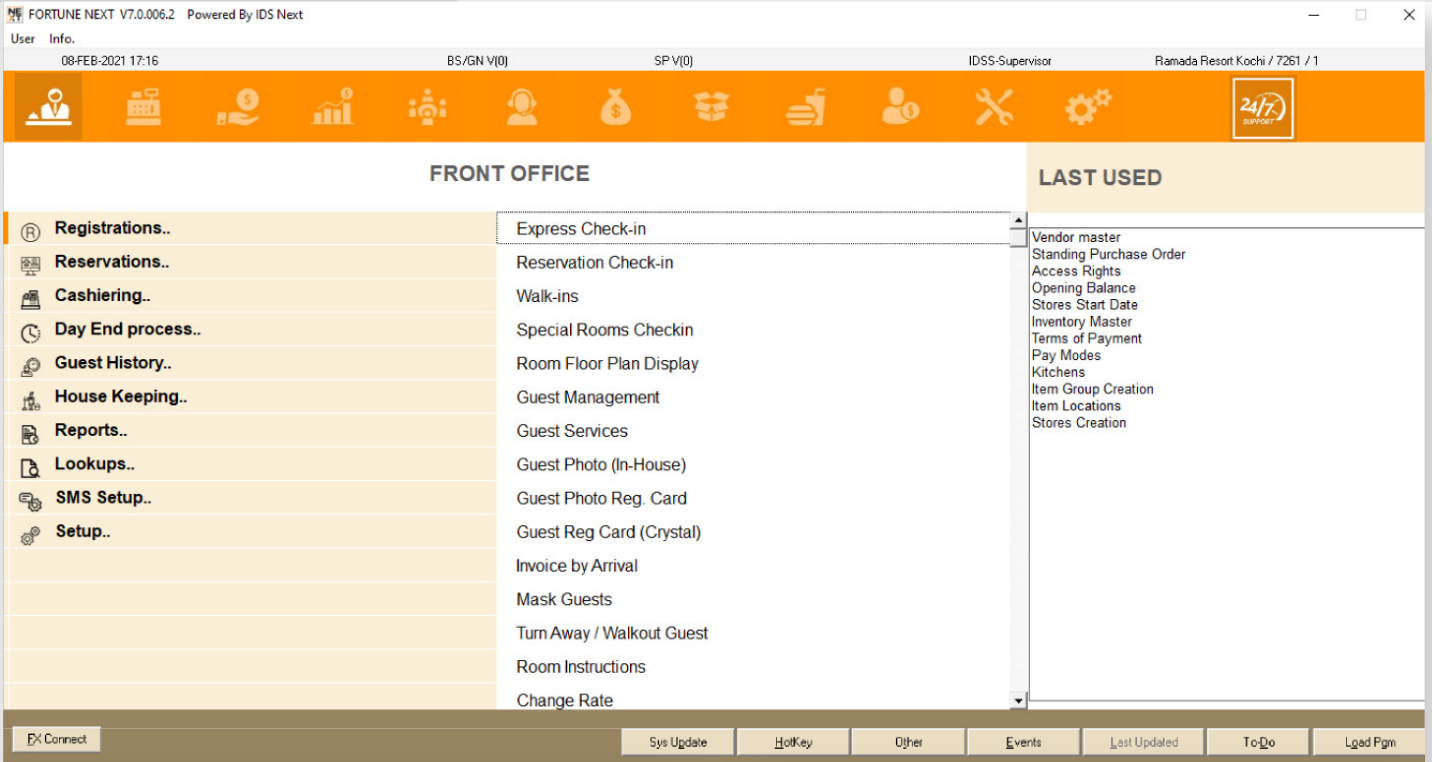 NEXT FORTUNE NEXT V7.0.006.2 Powered By IDS Next
User Info.
08-FEB-2021 17:16 BS/GN V(0) SP V(0) IDSS-Supervisor Ramada Resort Kochi / 7261 / 1
24/7
SUPPORT
FRONT OFFICE
Registrations..
Reservations..
Cashiering..
Day End process..
Guest History..
House Keeping..
Reports..
Lookups..
SMS Setup..
Setup..
Express Check-in
Reservation Check-in
Walk-ins
Special Rooms Checkin
Room Floor Plan Display
Guest Management
Guest Services
Guest Photo (In-House)
Guest Photo Reg. Card
Guest Reg Card (Crystal)
Invoice by Arrival
Mask Guests
Turn Away / Walkout Guest
Room Instructions
Change Rate
LAST USED
Vendor master
Standing Purchase Order
Access Rights
Opening Balance
Stores Start Date
Inventory Master
Terms of Payment
Pay Modes
Kitchens
Item Group Creation
Item Locations
Stores Creation
FX Connect Sys Update HotKey Other Events Last Updated To-Do Load Pgm